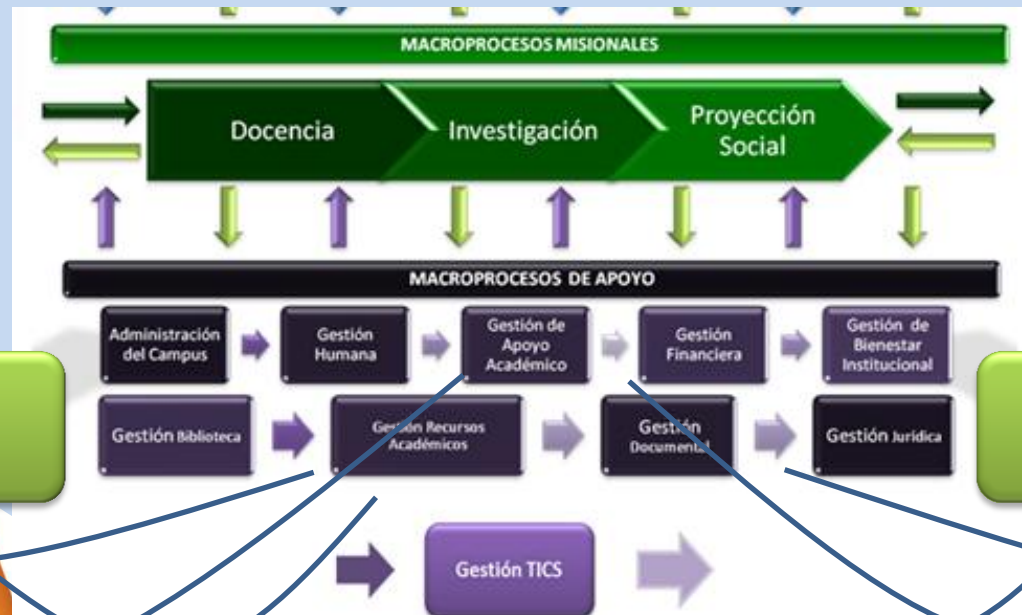 MACROPROCESOS MISIONALES
Docencia
Investigación
Proyección
Social
MACROPROCESOS DE APOYO
Administración
del Campus
Gestión
Humana
Gestión de
Apoyo
Académico
Gestión
Financiera
Gestión de
Bienestar
Institucional
Gestión Biblioteca
Gestión Recursos
Académicos
Gestión
Documental
Gestión Jurídica
Gestión TICS